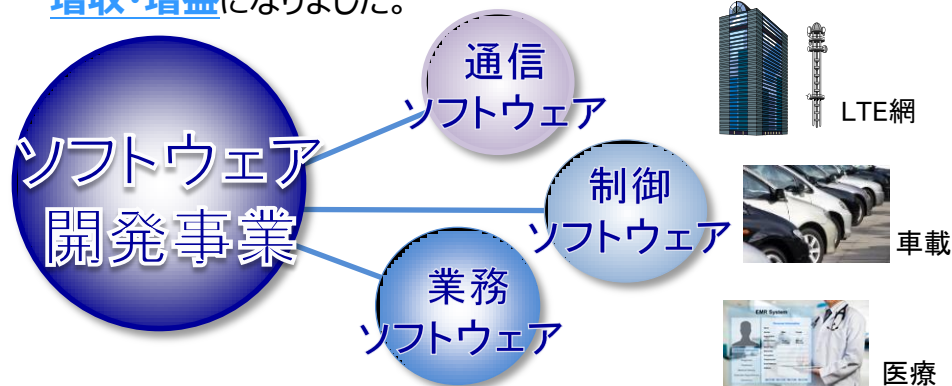 増収・増益になりました。
ソフトウェア
開発事業
通信
ソフトウェア
LTE網
制御
ソフトウェア
車載
業務
ソフトウェア
EMR System
医療